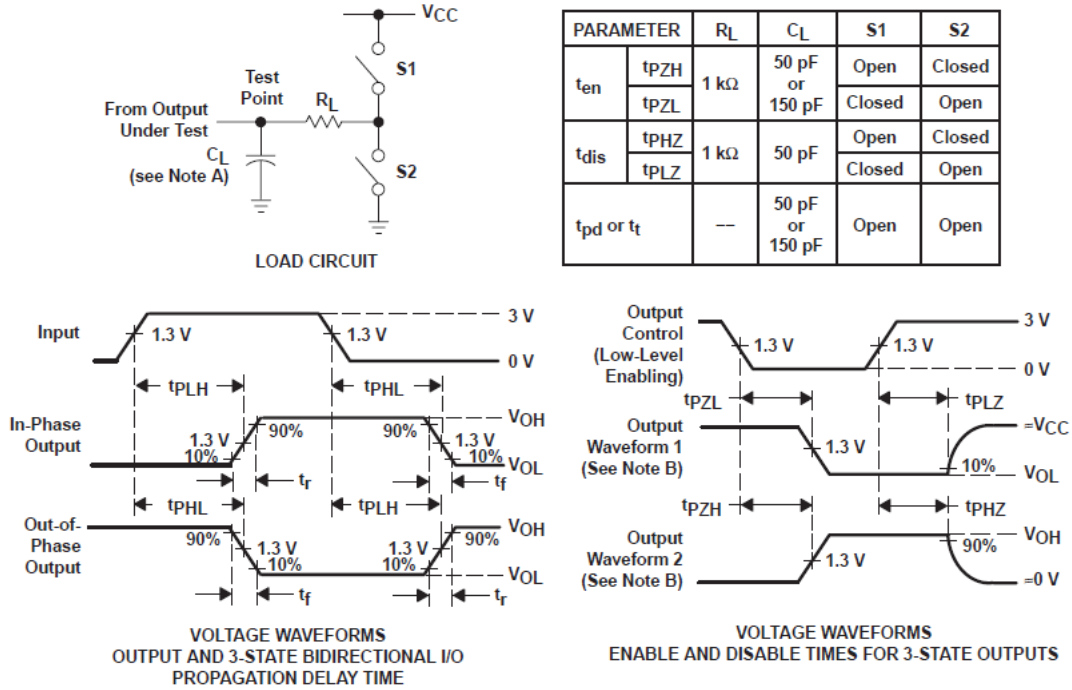 VCC
S1
Test
Point
RL
From Output
Under Test
CL
(see Note A)
S2
LOAD CIRCUIT
PARAMETER RL CL S1 S2
ten tPZH 1 kΩ 50 pF or 150 pF Open Closed
tPZL Closed Open
tdis tPHZ 1 kΩ 50 pF Open Closed
tPLZ Closed Open
tpd or tt –– 50 pF or 150 pF Open Open
Input
1.3 V
1.3 V
3 V
0 V
tPLH
tPHL
In-Phase
Output
1.3 V
10%
90%
90%
1.3 V
10%
VOH
VOL
tr
tf
tPHL
tPLH
Out-of-
Phase
Output
90%
1.3 V
10%
1.3 V
10%
90%
VOH
VOL
tf
tr
VOLTAGE WAVEFORMS
OUTPUT AND 3-STATE BIDIRECTIONAL I/O
PROPAGATION DELAY TIME
Output
Control
(Low-Level
Enabling)
1.3 V
1.3 V
3 V
0 V
tPZL
tPLZ
Output
Waveform 1
(See Note B)
1.3 V
10%
≈VCC
VOL
tPZH
tPHZ
Output
Waveform 2
(See Note B)
1.3 V
90%
VOH
≈0 V
VOLTAGE WAVEFORMS
ENABLE AND DISABLE TIMES FOR 3-STATE OUTPUTS